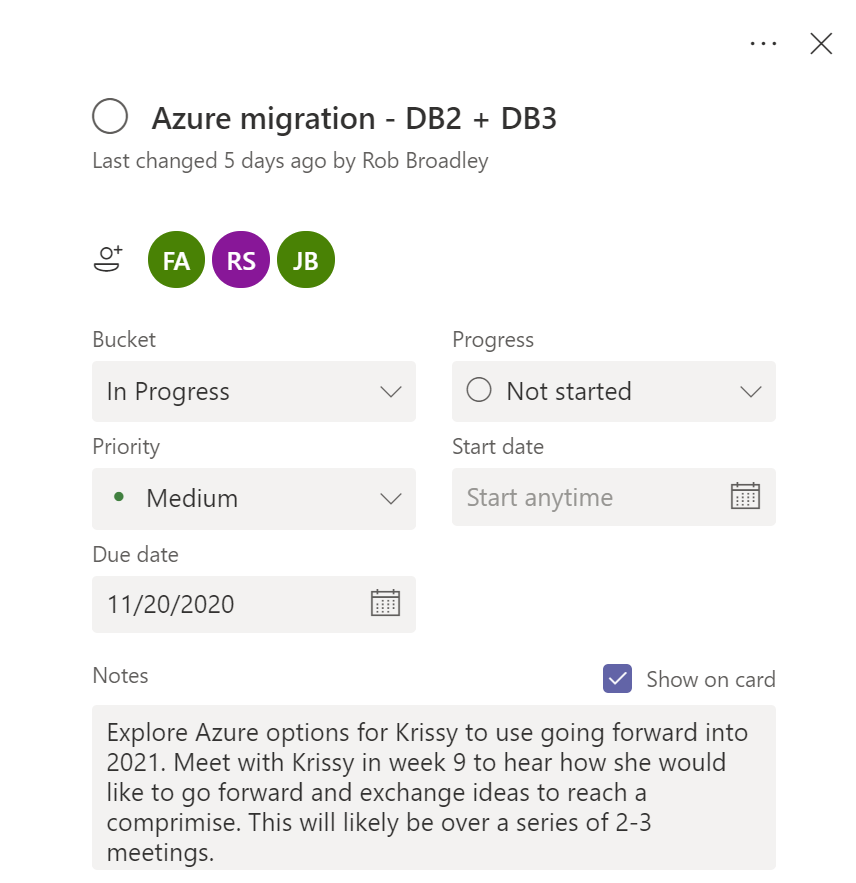 Azure migration - DB2 + DB3
Last changed 5 days ago by Rob Broadley
FA RS JB
Bucket Progress
In Progress Not started
Priority Start date
Medium Start anytime
Due date
11/20/2020
Notes Show on card
Explore Azure options for Krissy to use going forward into
2021. Meet with Krissy in week 9 to hear how she would
like to go forward and exchange ideas to reach a
comprimise. This will likely be over a series of 2-3
meetings.